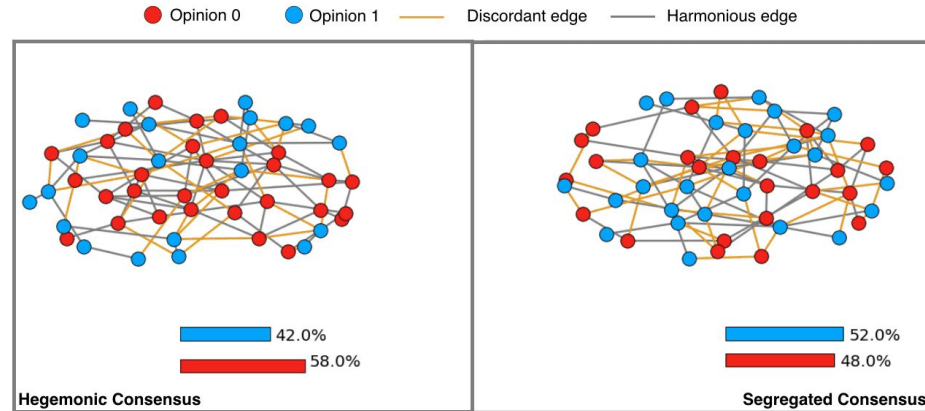 Opinion 0 Opinion 1 Discordant edge Harmonious edge
42.0%
58.0%
Hegemonic Consensus
52.0%
48.0%
Segregated Consensus